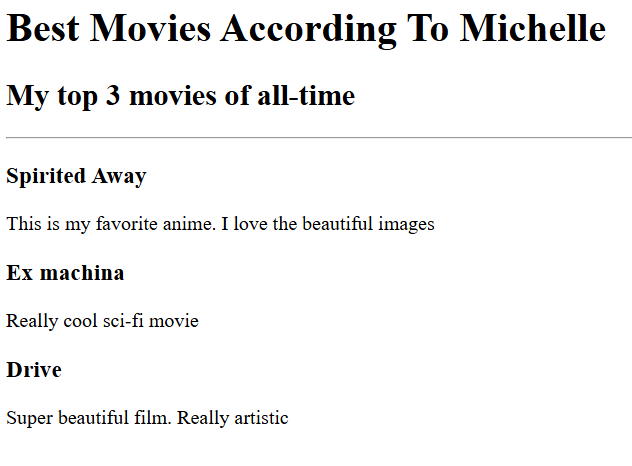 Best Movies According To Michelle
My top 3 movies of all-time
Spirited Away
This is my favorite anime. I love the beautiful images
Ex machina
Really cool sci-fi movie
Drive
Super beautiful film. Really artistic